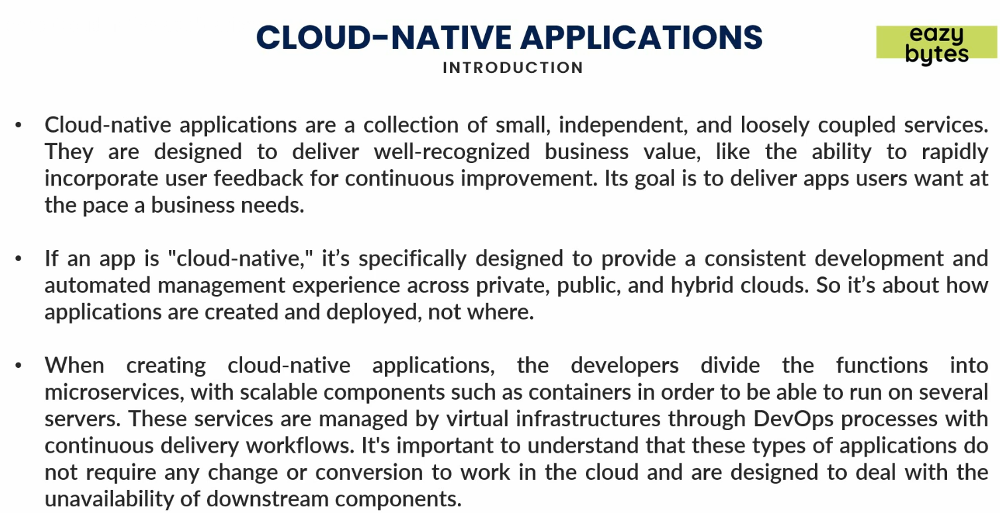 CLOUD-NATIVE APPLICATIONS
INTRODUCTION
eazy
bytes
• Cloud-native applications are a collection of small, independent, and loosely coupled services.
They are designed to deliver well-recognized business value, like the ability to rapidly
incorporate user feedback for continuous improvement. Its goal is to deliver apps users want at
the pace a business needs.
• If an app is "cloud-native," it’s specifically designed to provide a consistent development and
automated management experience across private, public, and hybrid clouds. So it’s about how
applications are created and deployed, not where.
• When creating cloud-native applications, the developers divide the functions into
microservices, with scalable components such as containers in order to be able to run on several
servers. These services are managed by virtual infrastructures through DevOps processes with
continuous delivery workflows. It's important to understand that these types of applications do
not require any change or conversion to work in the cloud and are designed to deal with the
unavailability of downstream components.